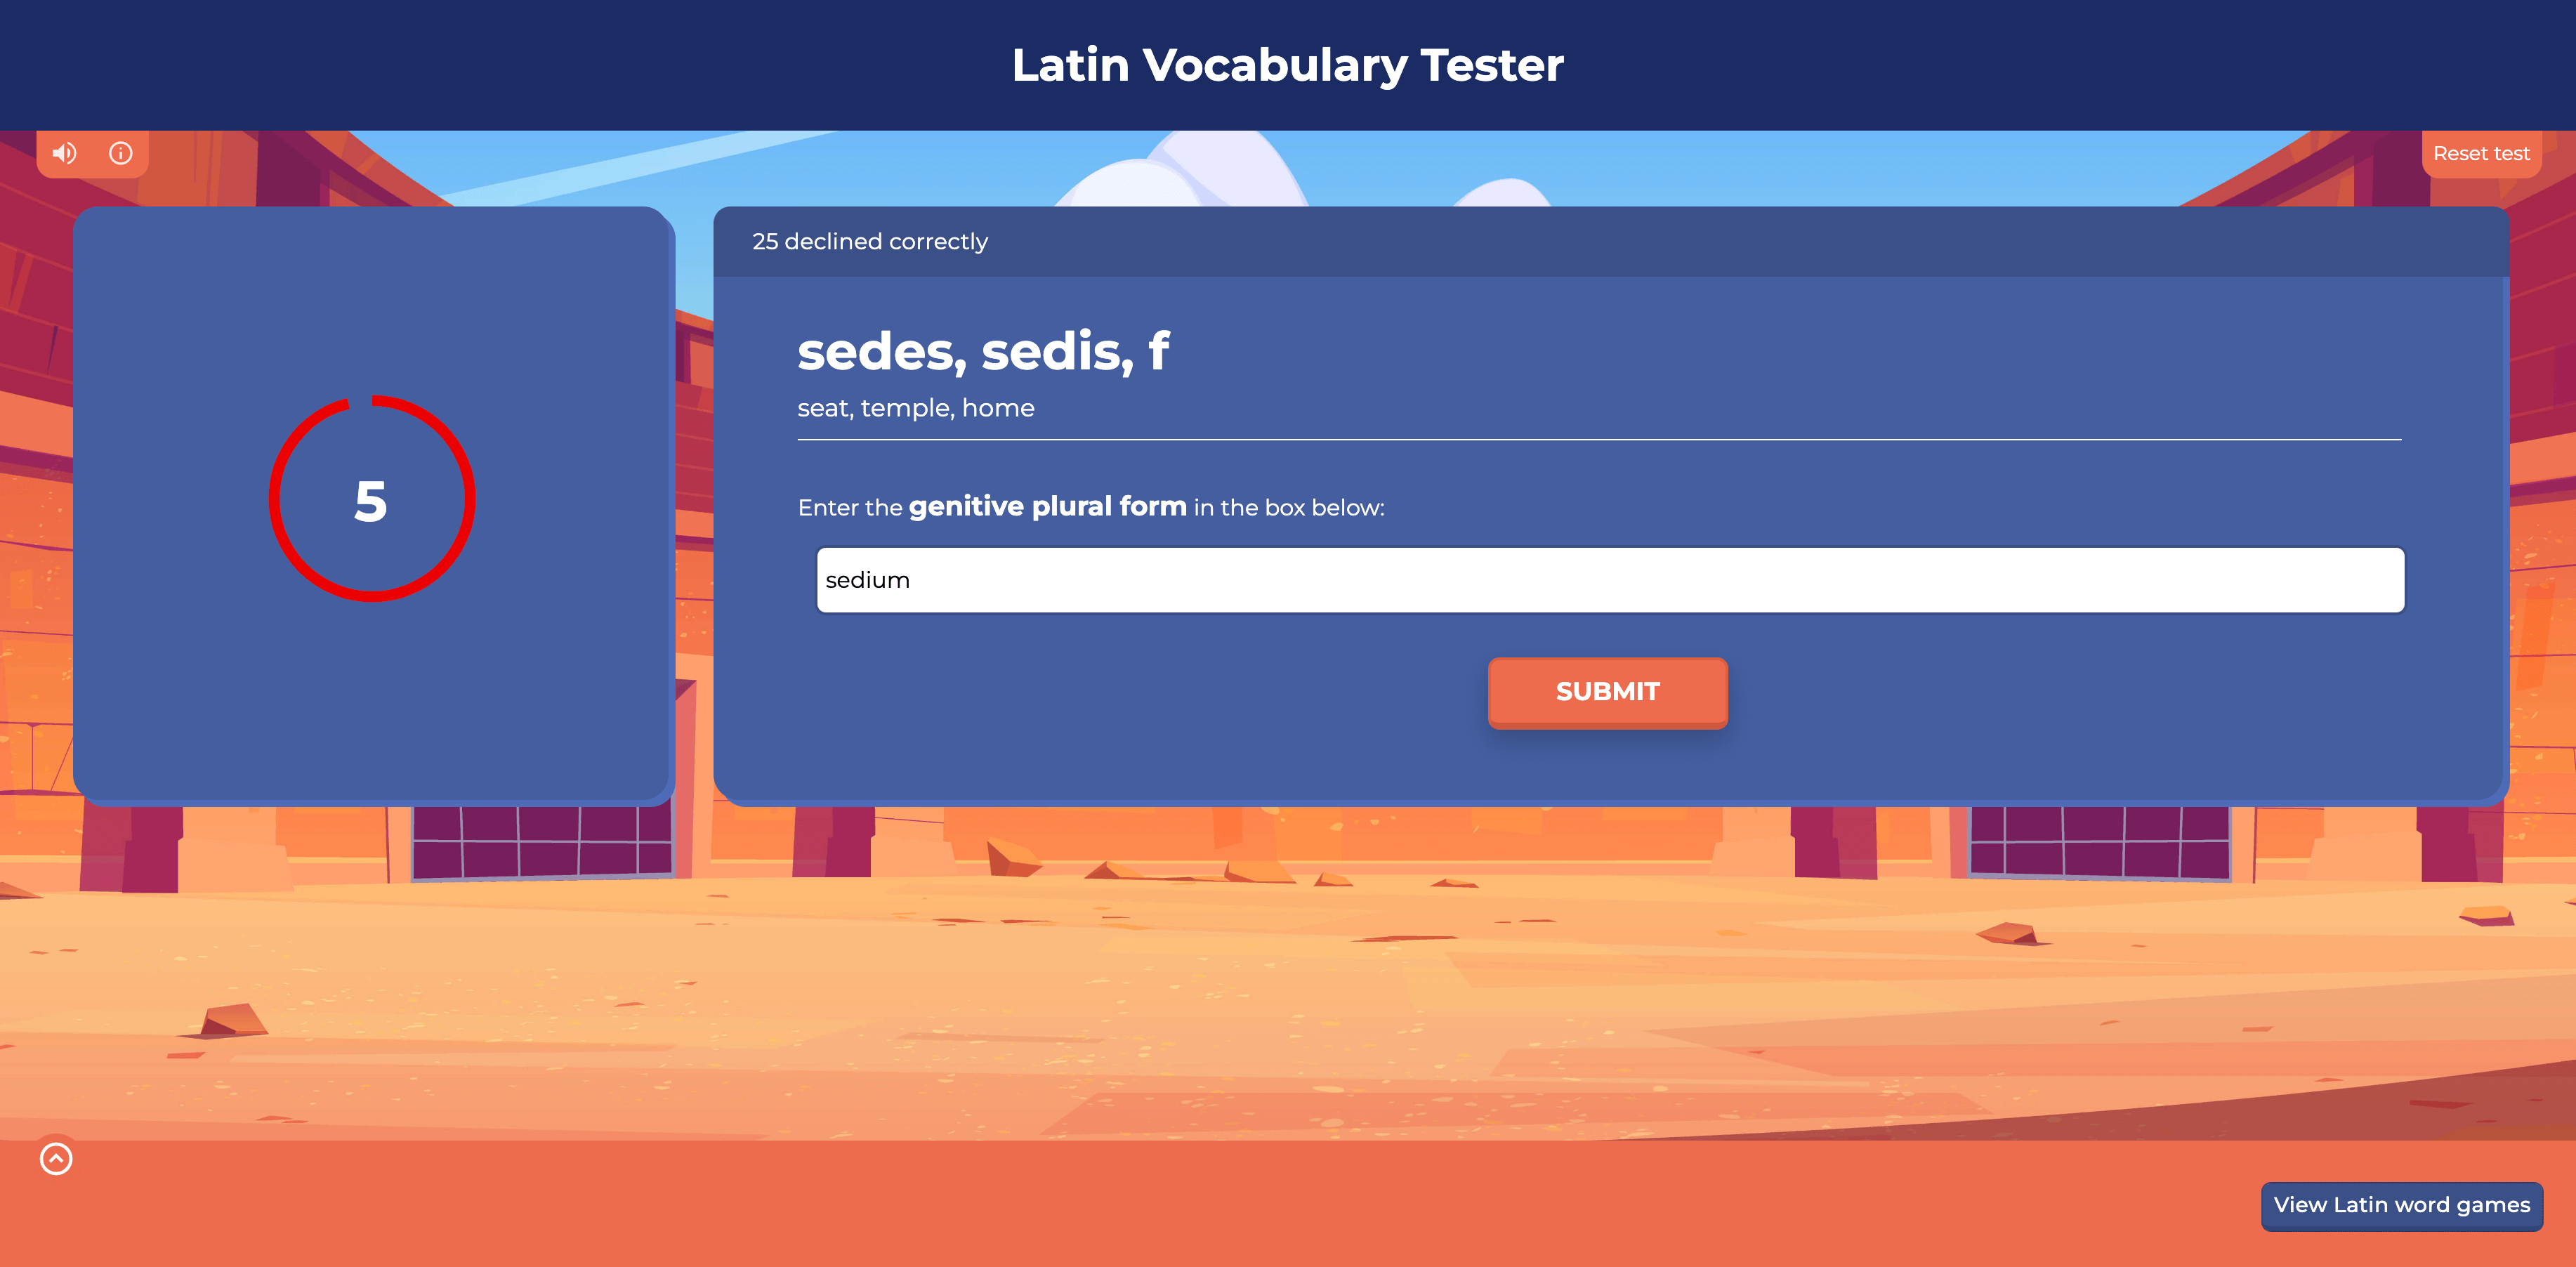 Latin Vocabulary Tester
Reset test
25 declined correctly
sedes, sedis, f
seat, temple, home
5
Enter the genitive plural form in the box below:
sedium
SUBMIT
View Latin word games